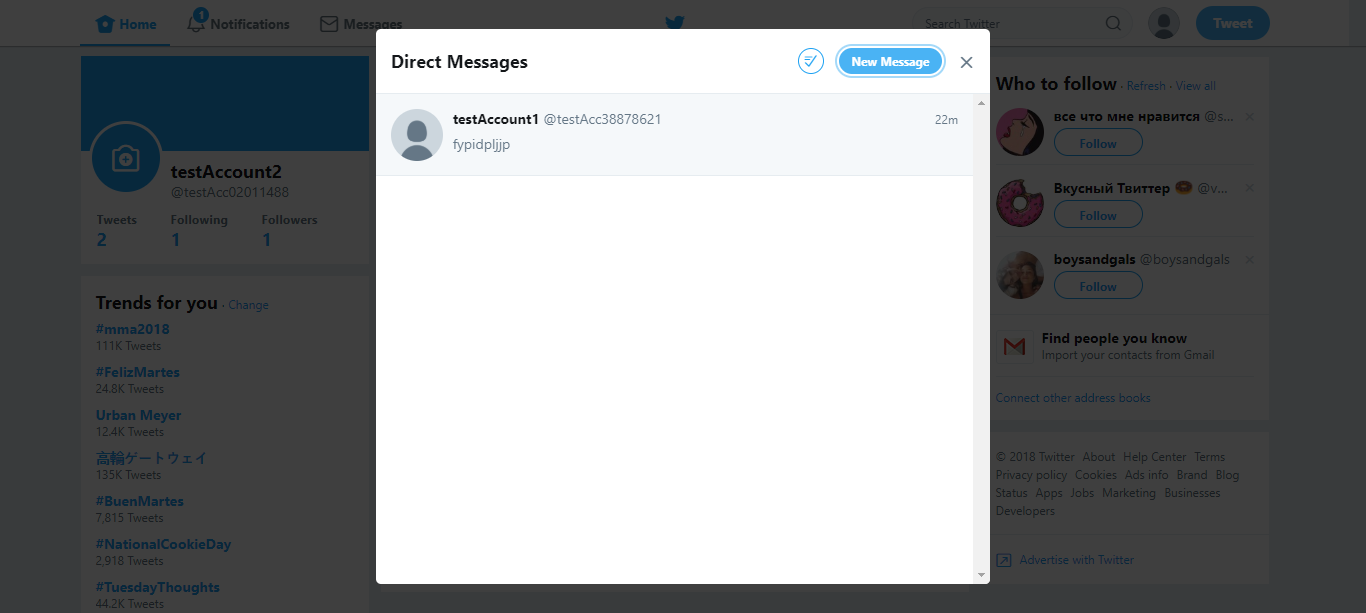 Home
1
Notifications
Messages
Search Twitter
Tweet
testAccount2
@testAcc02011488
Tweets Following Followers
2 1 1
Trends for you · Change
#mma2018
111K Tweets
#FelizMartes
24.8K Tweets
Urban Meyer
12.4K Tweets
高輪ゲートウェイ
135K Tweets
#BuenMartes
7,815 Tweets
#NationalCookieDay
2,918 Tweets
#TuesdayThoughts
44.2K Tweets
Direct Messages
New Message
testAccount1 @testAcc38878621 22m
fypidpljjp
Who to follow · Refresh · View all
все что мне нравится @s...
Follow
Вкусный Твиттер @v...
Follow
boysandgals @boysandgals
Follow
Find people you know
Import your contacts from Gmail
Connect other address books
© 2018 Twitter About Help Center Terms
Privacy policy Cookies Ads info Brand Blog
Status Apps Jobs Marketing Businesses
Developers
Advertise with Twitter